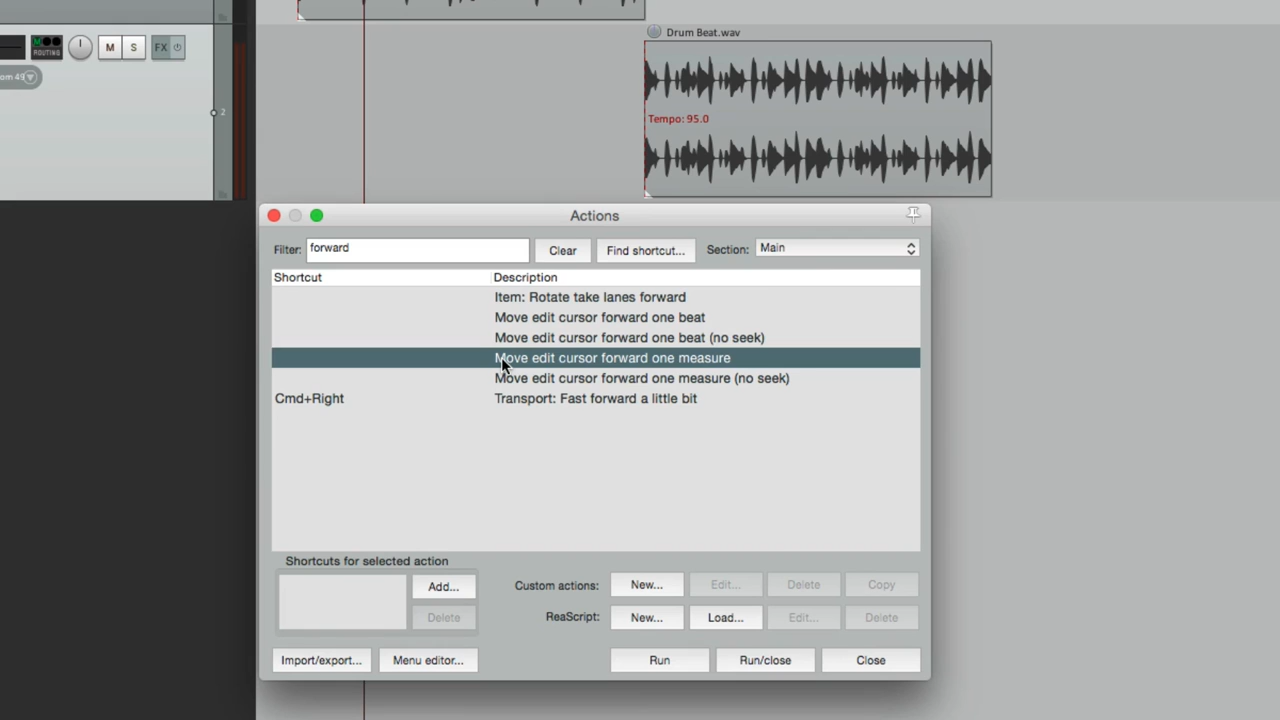 Drum Beat.wav
ROUTING
M S FX
om 49
2
Tempo: 95.0
Actions
Filter: forward Clear Find shortcut... Section: Main
Shortcut Description
Item: Rotate take lanes forward
Move edit cursor forward one beat
Move edit cursor forward one beat (no seek)
Move edit cursor forward one measure
Move edit cursor forward one measure (no seek)
Cmd+Right Transport: Fast forward a little bit
Shortcuts for selected action
Add... Custom actions: New... Edit... Delete Copy
Delete ReaScript: New... Load... Edit... Delete
Import/export... Menu editor... Run Run/close Close